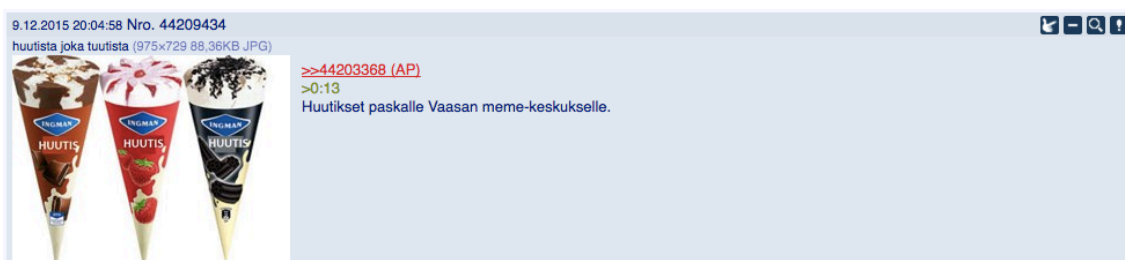 9.12.2015 20:04:58 Nro. 44209434
huutista joka tuutista (975×729 88,36KB JPG)
>>44203368 (AP)
>0:13
Huutikset paskalle Vaasan meme-keskukselle.
INGMAN INGMAN INGMAN
HUUTIS HUUTIS HUUTIS